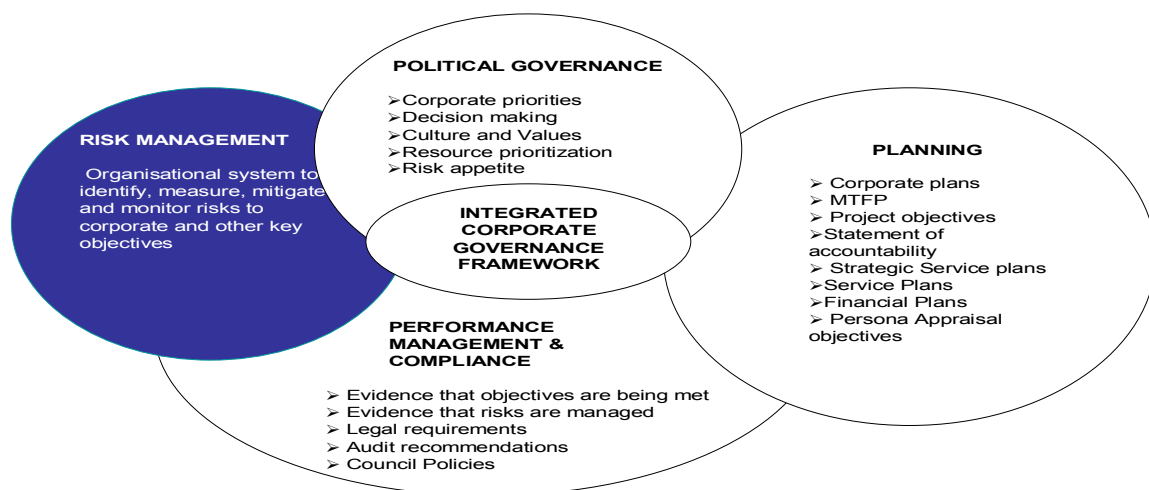 POLITICAL GOVERNANCE
➢Corporate priorities
➢Decision making
➢Culture and Values
➢Resource prioritization
➢Risk appetite
RISK MANAGEMENT
Organisational system to
identify, measure, mitigate
and monitor risks to
corporate and other key
objectives
INTEGRATED
CORPORATE
GOVERNANCE
FRAMEWORK
PLANNING
➢ Corporate plans
➢ MTFP
➢ Project objectives
➢Statement of
accountability
➢ Strategic Service plans
➢Service Plans
➢Financial Plans
➢ Persona Appraisal
objectives
PERFORMANCE
MANAGEMENT &
COMPLIANCE
➢ Evidence that objectives are being met
➢ Evidence that risks are managed
➢ Legal requirements
➢ Audit recommendations
➢ Council Policies